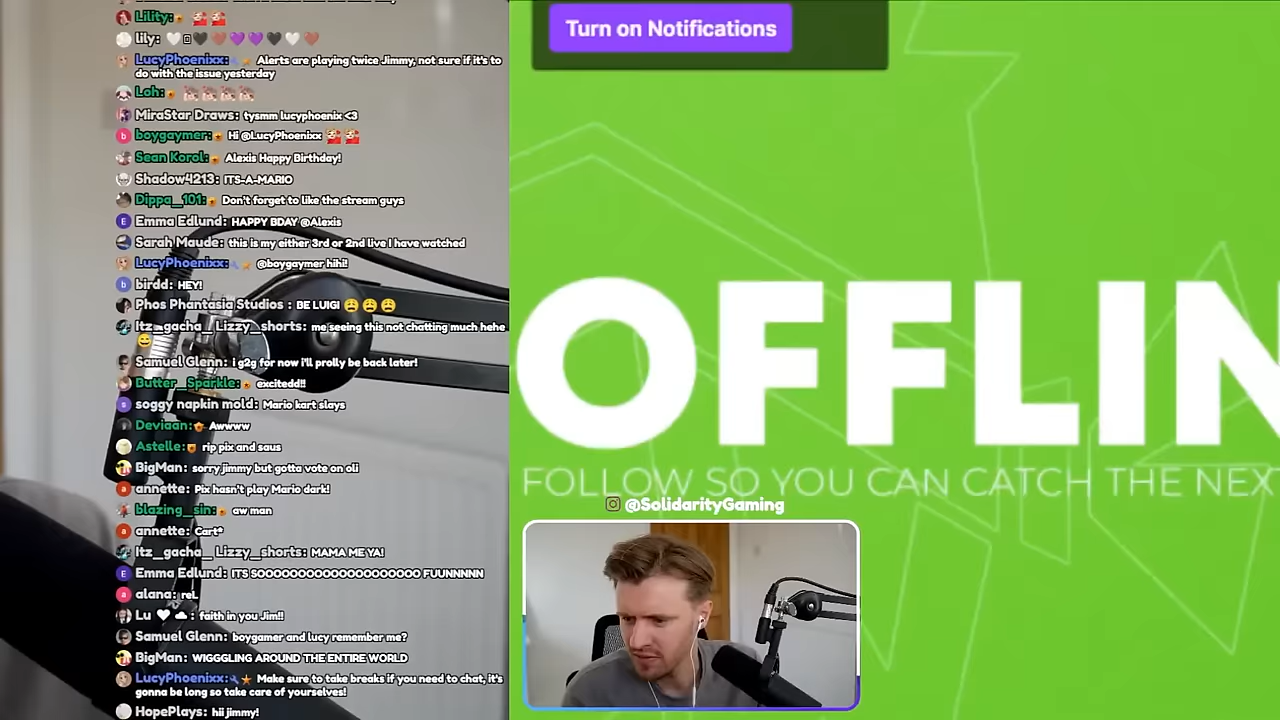 Lility:
lily:
LucyPhoenixx: Alerts are playing twice Jimmy, not sure if it's to
do with the issue yesterday
Loh:
MiraStar Draws: tysmm lucyphoenix <3
b boygaymer: Hi @LucyPhoenixx
Sean Korol: Alexis Happy Birthday!
Shadow4213: ITS-A-MARIO
Dippa_101: Don't forget to like the stream guys
E Emma Edlund: HAPPY BDAY @Alexis
Sarah Maude: this is my either 3rd or 2nd live I have watched
LucyPhoenixx: @boygaymer hihi!
b birdd: HEY!
Phos Phantasia Studios : BE LUIGI 😩 😩 😩
Itz_gacha_ Lizzy_shorts: me seeing this not chatting much hehe
😅
Samuel Glenn: i g2g for now i'll prolly be back later!
Butter_Sparkle: excitedd!!
s soggy napkin mold: Mario kart slays
Deviaan: Awwww
Astelle: rip pix and saus
BigMan: sorry jimmy but gotta vote on oli
a annette: Pix hasn't play Mario dark!
blazing_sin: aw man
a annette: Cart*
Itz_gacha_ Lizzy_shorts: MAMA ME YA!
E Emma Edlund: ITS SOOOOOOOOOOOOOOOOOOOO FUUNNNNN
a alana: rel.
Lu ♥ ☁ : faith in you Jim!!
Samuel Glenn: boygamer and lucy remember me?
BigMan: WIGGGLING AROUND THE ENTIRE WORLD
LucyPhoenixx: Make sure to take breaks if you need to chat, it's
gonna be long so take care of yourselves!
HopePlays: hii jimmy!
Turn on Notifications
OFFLIN
FOLLOW SO YOU CAN CATCH THE NEX
@SolidarityGaming